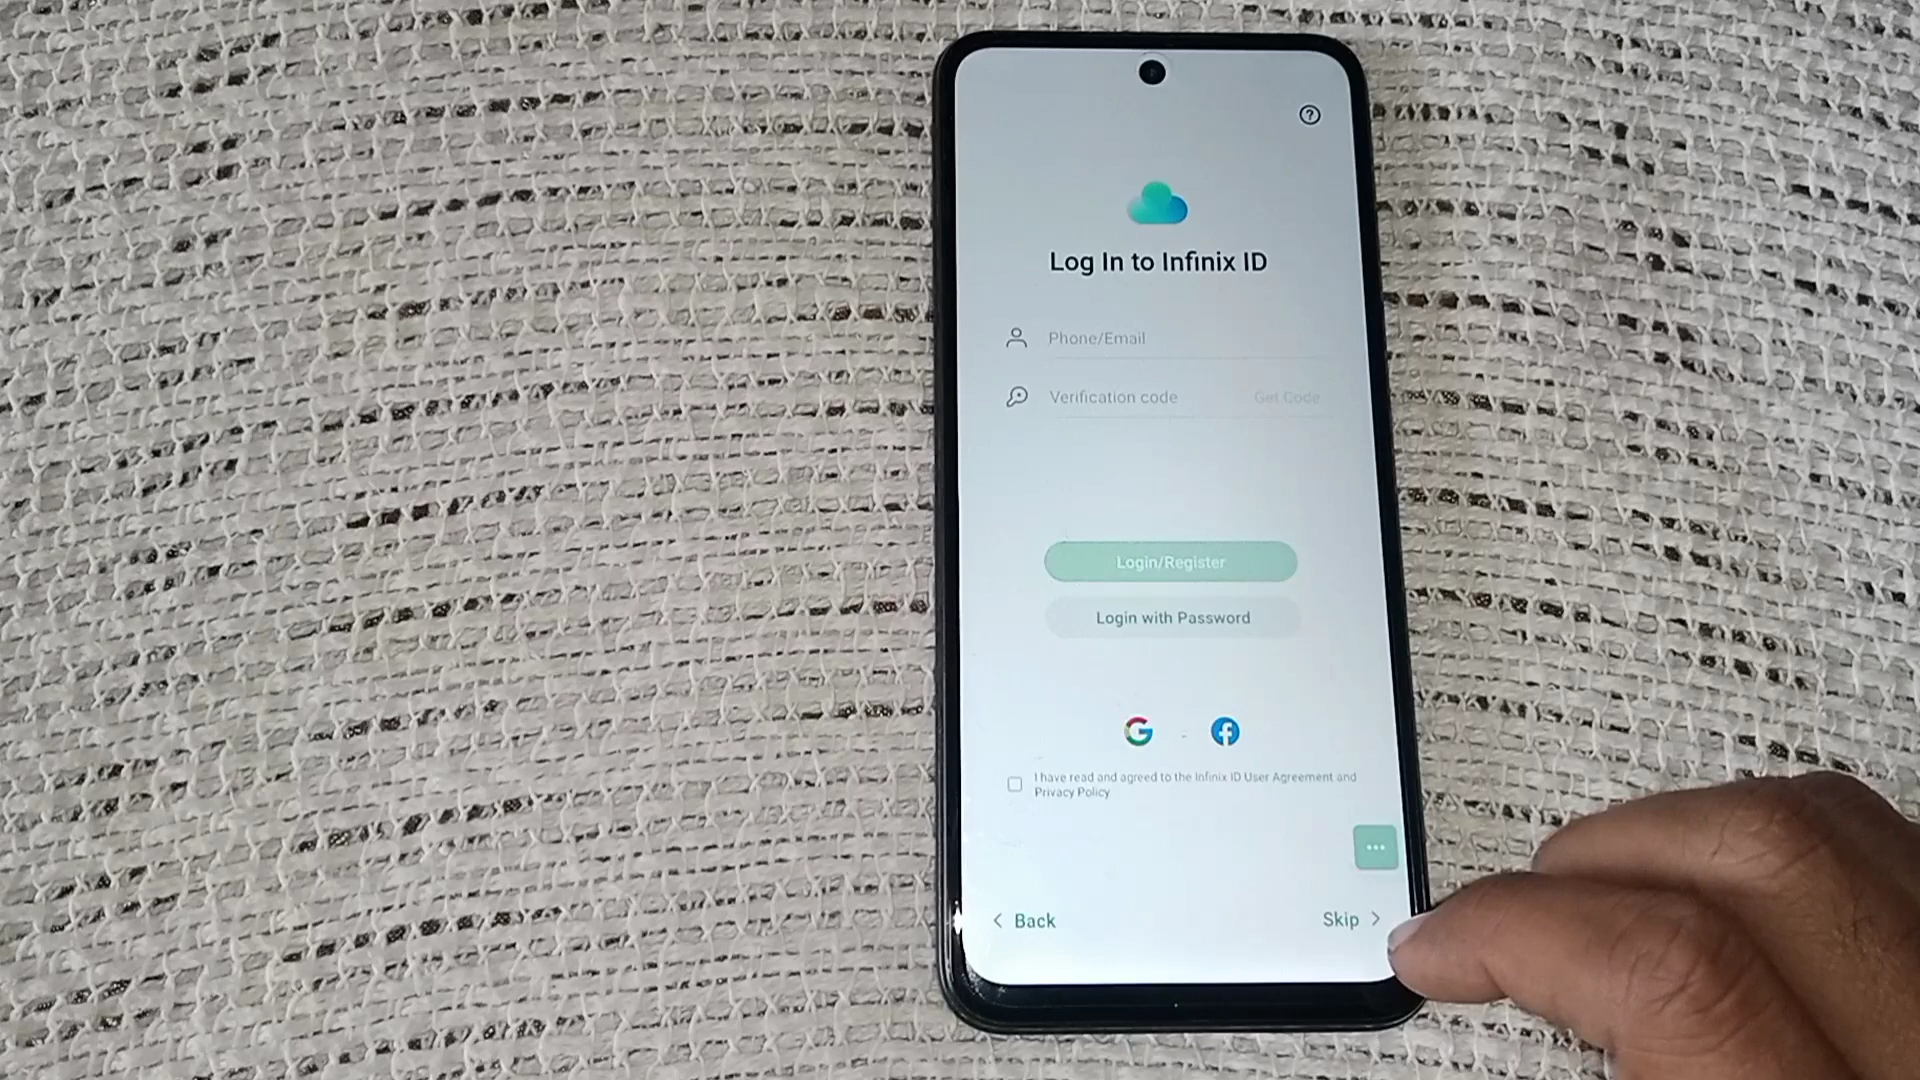 Log In to Infinix ID
Phone/Email
Verification code Get Code
Login/Register
Login with Password
I have read and agreed to the Infinix ID User Agreement and
Privacy Policy
Back Skip